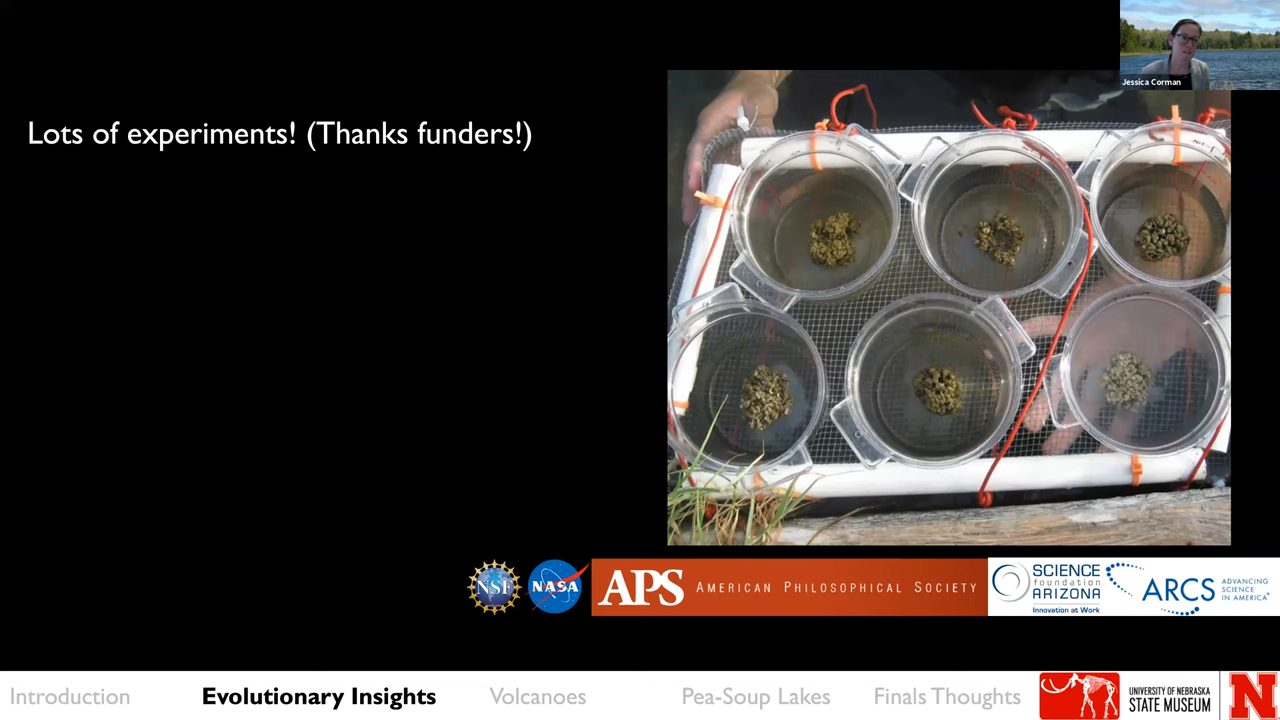 Jessica Corman
Lots of experiments! (Thanks funders!)
NSF
NASA
APS AMERICAN PHILOSOPHICAL SOCIETY
SCIENCE
foundation
ARIZONA
Innovation at Work
ARCS
ADVANCING
SCIENCE
IN AMERICA
Introduction
Evolutionary Insights
Volcanoes
Pea-Soup Lakes
Finals Thoughts
UNIVERSITY OF NEBRASKA
STATE MUSEUM
N